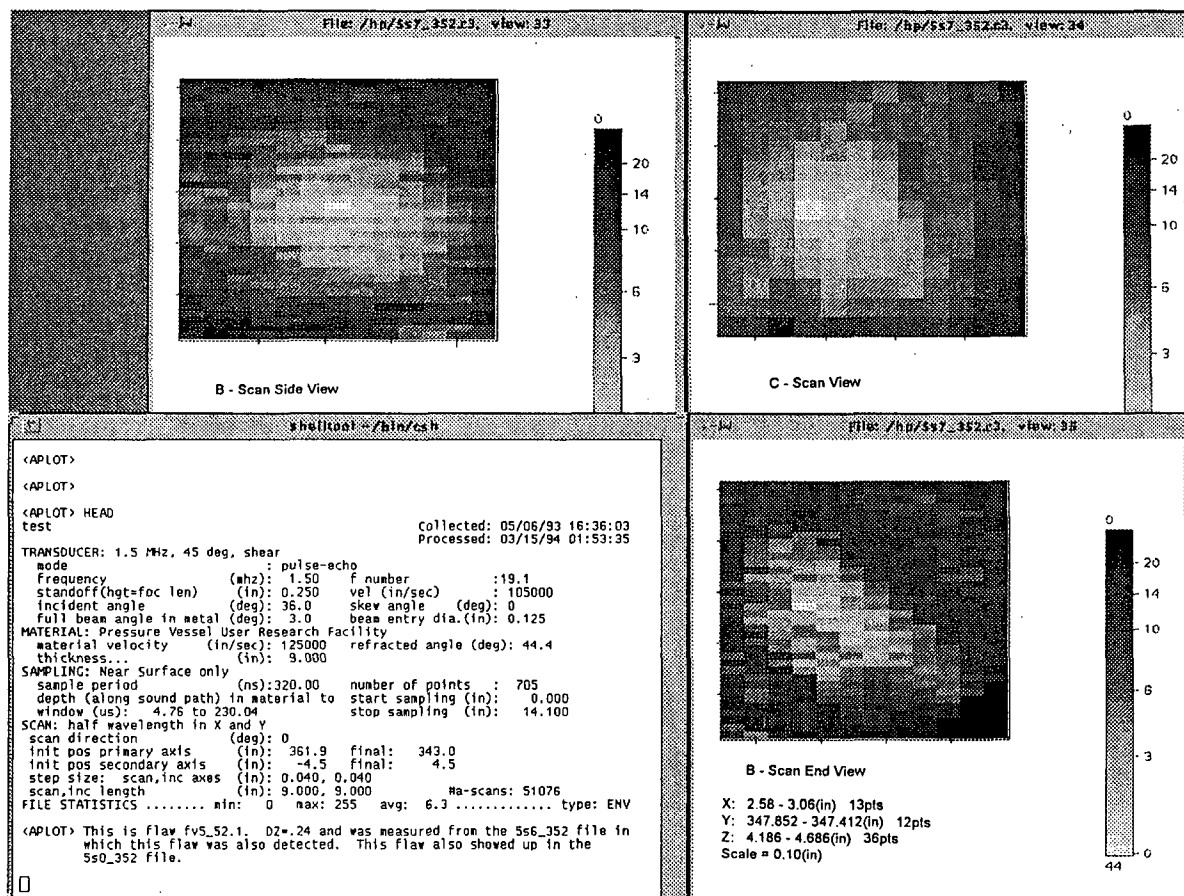 File: /hp/5s7_352.c3, view: 33
0
20
14
10
6
3
B - Scan Side View
File: /hp/5s7_352.c3, view: 34
0
20
14
10
6
3
C - Scan View
shelltool - /bin/csh
<APLOT>
<APLOT>
<APLOT> HEAD
test Collected: 05/06/93 16:36:03
Processed: 03/15/94 01:53:35
TRANSDUCER: 1.5 MHz, 45 deg, shear
mode : pulse-echo
frequency (mhz): 1.50 f number :19.1
standoff(hgt=foc len) (in): 0.250 vel (in/sec) : 105000
incident angle (deg): 36.0 skew angle (deg): 0
full beam angle in metal (deg): 3.0 beam entry dia.(in): 0.125
MATERIAL: Pressure Vessel User Research Facility
material velocity (in/sec): 125000 refracted angle (deg): 44.4
thickness... (in): 9.000
SAMPLING: Near Surface only
sample period (ns):320.00 number of points : 705
depth (along sound path) in material to start sampling (in): 0.000
window (us): 4.76 to 230.04 stop sampling (in): 14.100
SCAN: half wavelength in X and Y
scan direction (deg): 0
init pos primary axis (in): 361.9 final: 343.0
init pos secondary axis (in): -4.5 final: 4.5
step size: scan,inc axes (in): 0.040, 0.040
scan,inc length (in): 9.000, 9.000 #a-scans: 51076
FILE STATISTICS ........ min: 0 max: 255 avg: 6.3 ............. type: ENV
<APLOT> This is flaw fv5_52.1. D2=.24 and was measured from the 5s6_352 file in
which this flaw was also detected. This flaw also showed up in the
5s0_352 file.
File: /hp/5s7_352.c3, view: 35
0
20
14
10
6
3
44
B - Scan End View
X: 2.58 - 3.06(in) 13pts
Y: 347.852 - 347.412(in) 12pts
Z: 4.186 - 4.686(in) 36pts
Scale = 0.10(in)